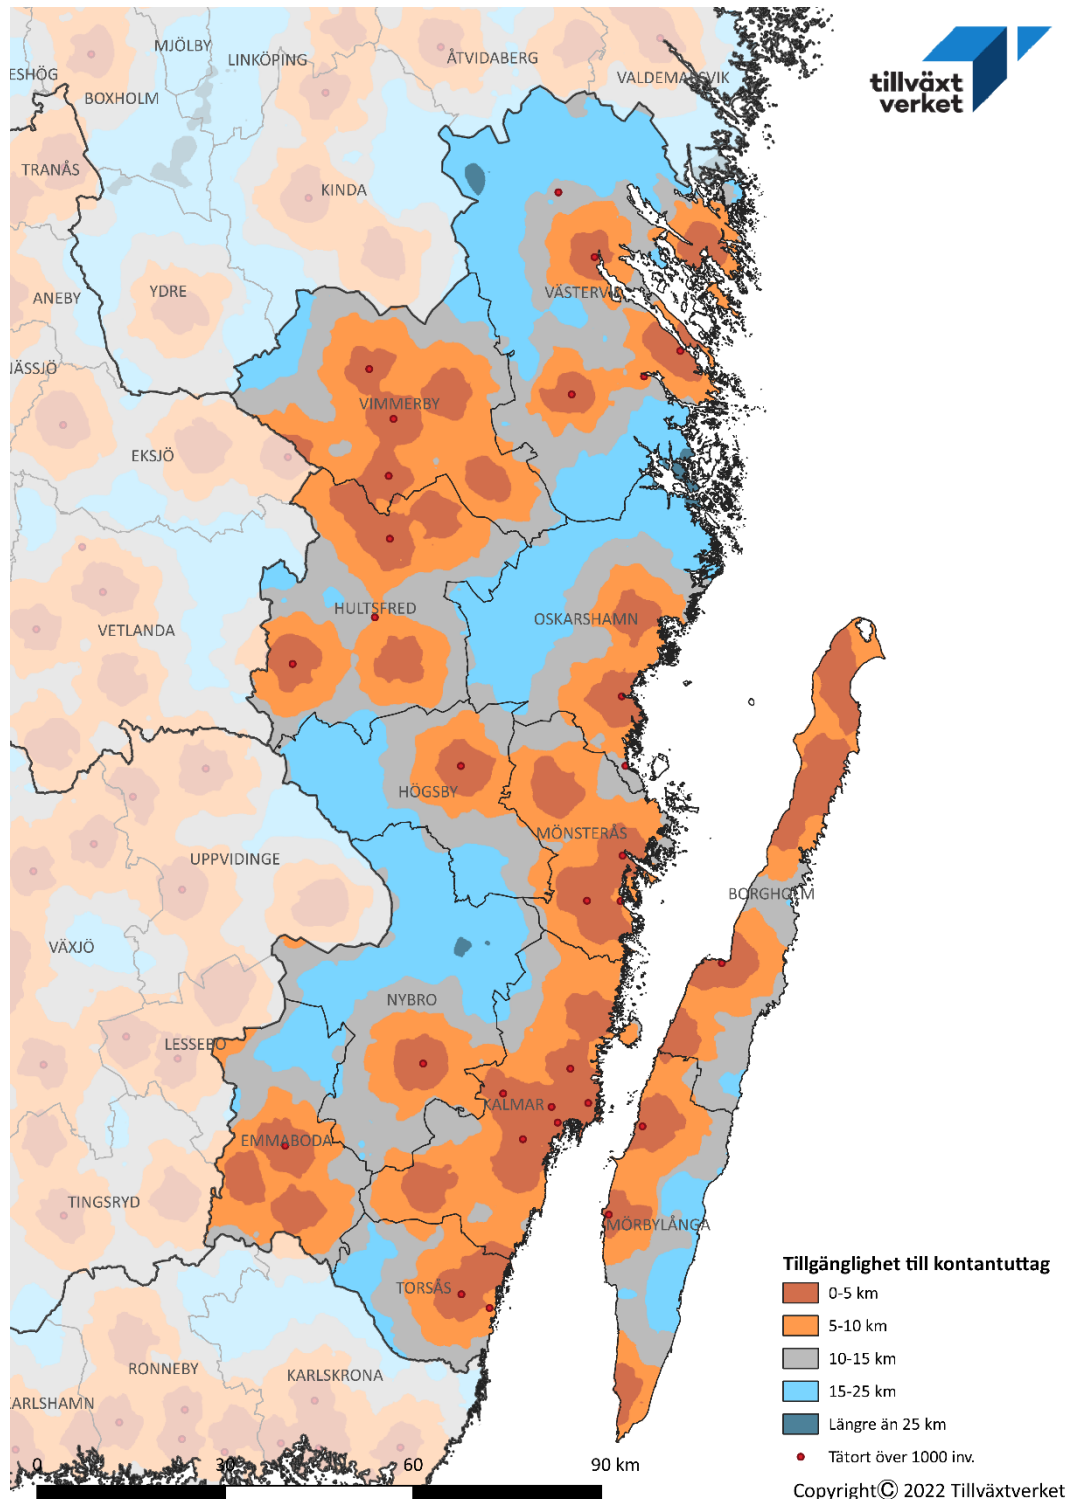 tillväxt
verket
MJÖLBY
LINKÖPING
ÅTVIDABERG
ESHÖG
BOXHOLM
VALDEMARSVIK
TRANÅS
KINDA
ANEBY
YDRE
VÄSTERVIK
ÄSSJÖ
VIMMERBY
EKSJÖ
HULTSFRED
OSKARSHAMN
VETLANDA
HÖGSBY
MÖNSTERÅS
UPPVIDINGE
BORGHOLM
VÄXJÖ
NYBRO
LESSEBO
KALMAR
EMMABODA
TINGSRYD
MÖRBYLÅNGA
TORSÅS
RONNEBY
KARLSKRONA
ARLSHAMN
Tillgänglighet till kontantuttag
0-5 km
5-10 km
10-15 km
15-25 km
Längre än 25 km
Tätort över 1000 inv.
0 30 60 90 km
Copyright© 2022 Tillväxtverket